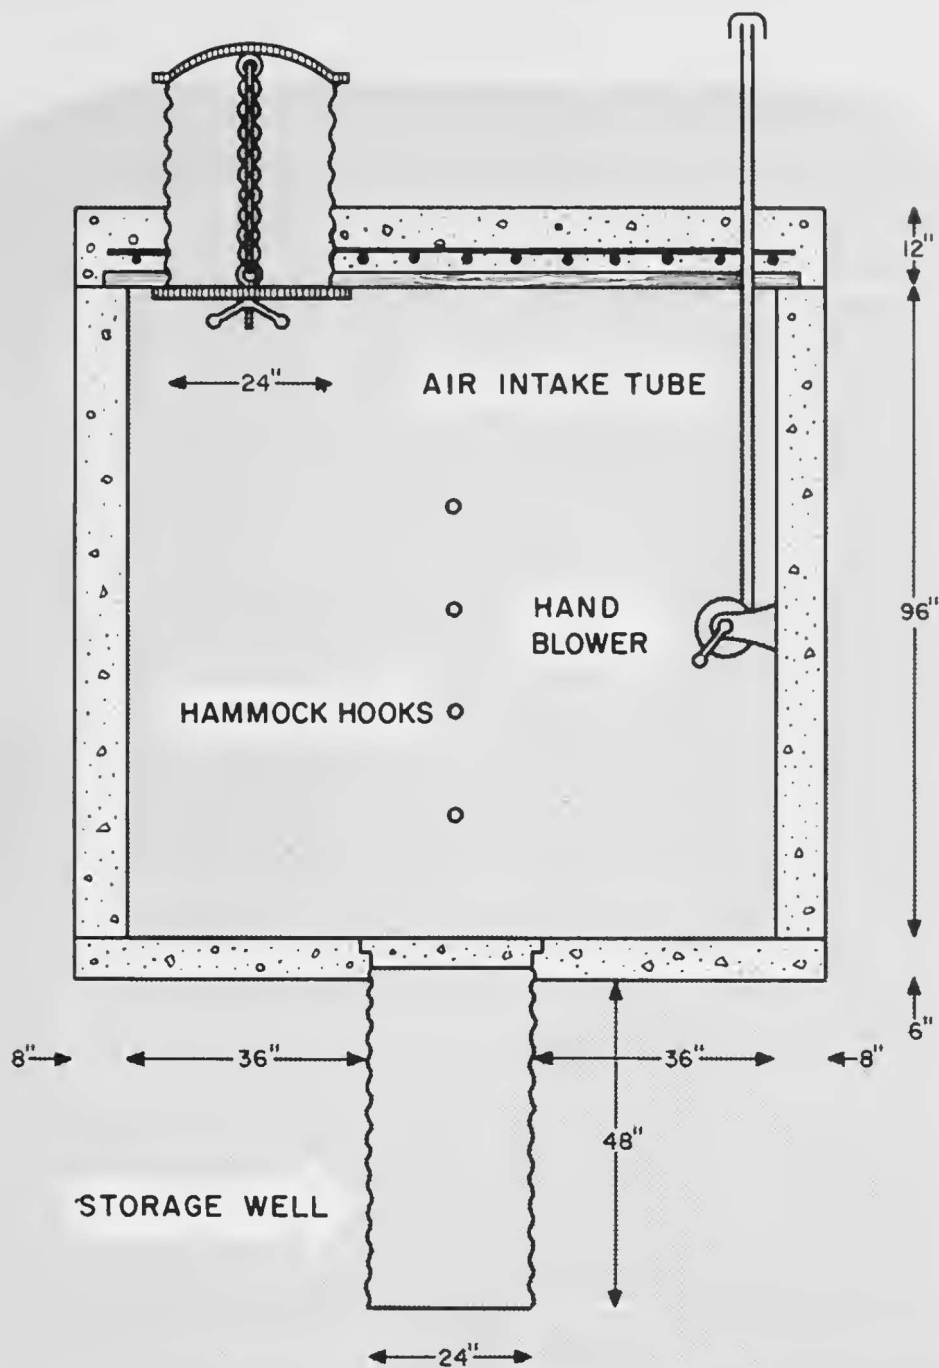 12"
24"
AIR INTAKE TUBE
96"
HAND
BLOWER
HAMMOCK HOOKS
6"
8"
36"
36"
8"
48"
STORAGE WELL
24"